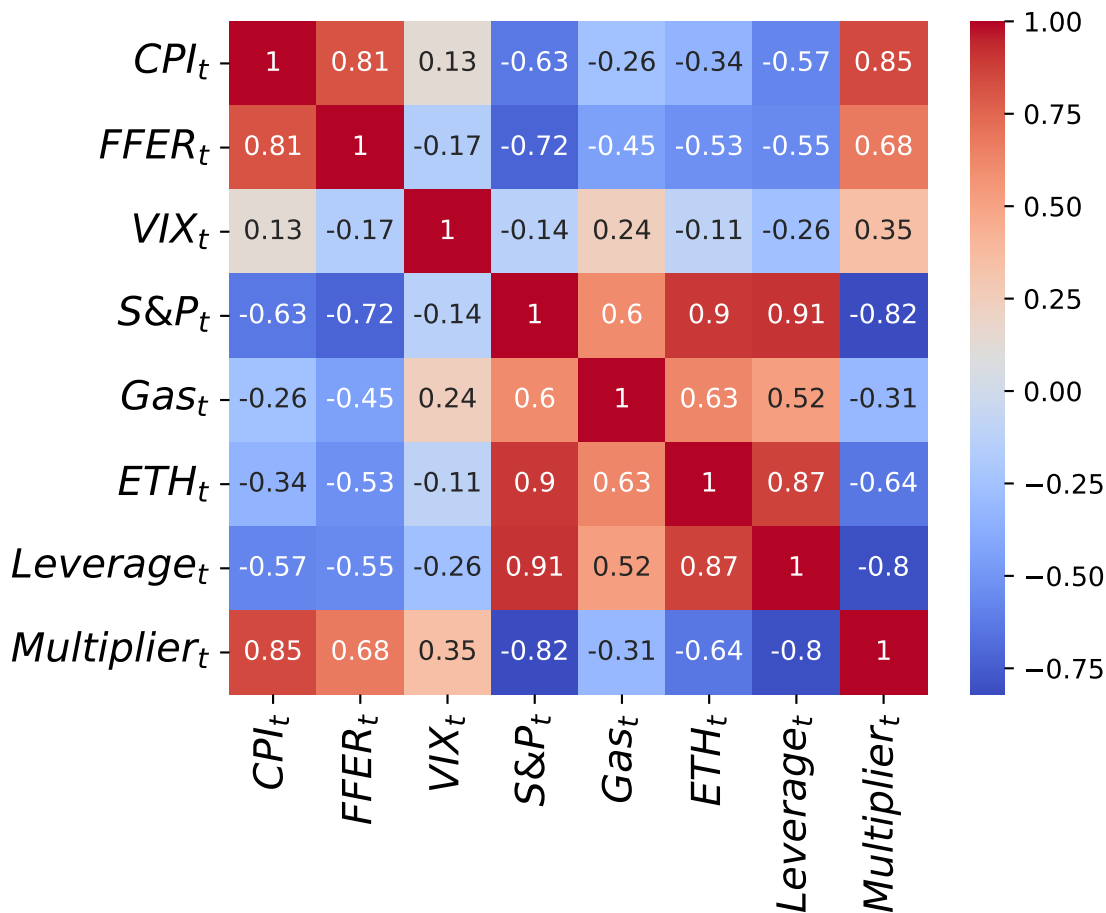 CPI_t 1 0.81 0.13 -0.63 -0.26 -0.34 -0.57 0.85
FFER_t 0.81 1 -0.17 -0.72 -0.45 -0.53 -0.55 0.68
VIX_t 0.13 -0.17 1 -0.14 0.24 -0.11 -0.26 0.35
S&P_t -0.63 -0.72 -0.14 1 0.6 0.9 0.91 -0.82
Gas_t -0.26 -0.45 0.24 0.6 1 0.63 0.52 -0.31
ETH_t -0.34 -0.53 -0.11 0.9 0.63 1 0.87 -0.64
Leverage_t -0.57 -0.55 -0.26 0.91 0.52 0.87 1 -0.8
Multiplier_t 0.85 0.68 0.35 -0.82 -0.31 -0.64 -0.8 1
CPI_t FFER_t VIX_t S&P_t Gas_t ETH_t Leverage_t Multiplier_t
1.00
0.75
0.50
0.25
0.00
−0.25
−0.50
−0.75